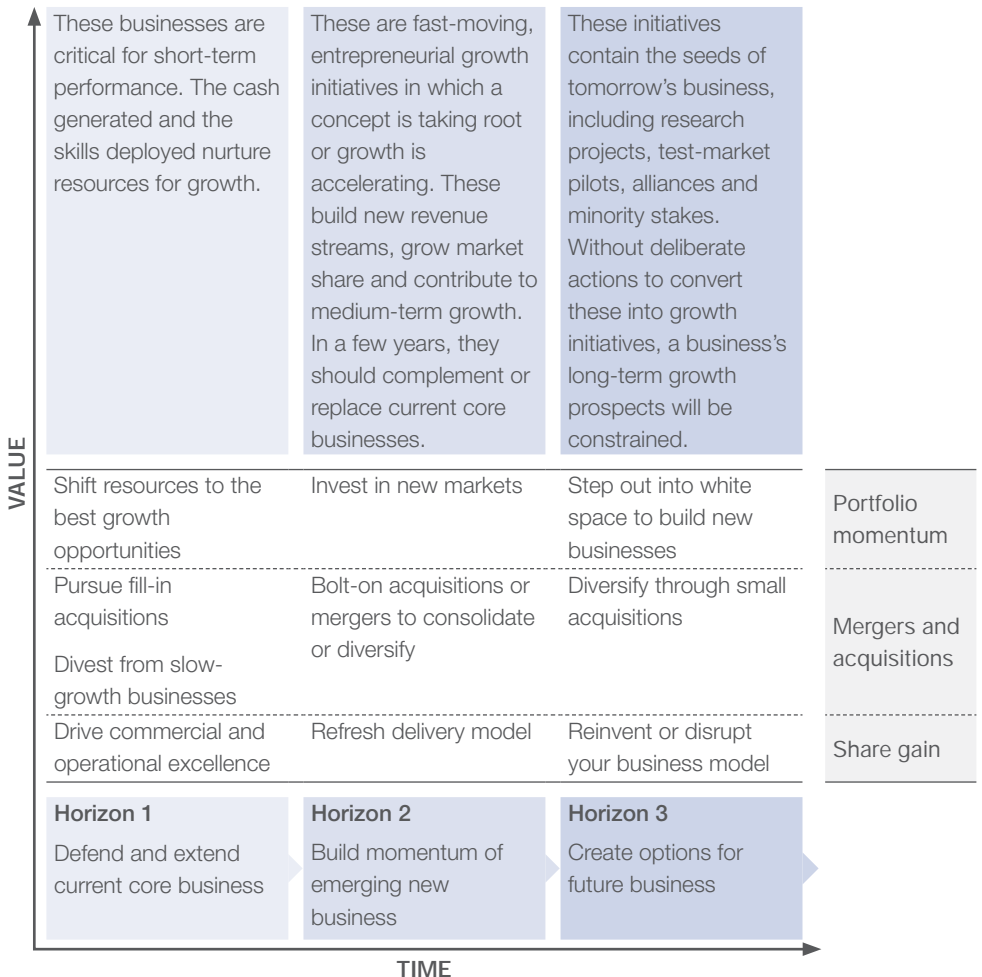 These businesses are
critical for short-term
performance. The cash
generated and the
skills deployed nurture
resources for growth.
These are fast-moving,
entrepreneurial growth
initiatives in which a
concept is taking root
or growth is
accelerating. These
build new revenue
streams, grow market
share and contribute to
medium-term growth.
In a few years, they
should complement or
replace current core
businesses.
These initiatives
contain the seeds of
tomorrow’s business,
including research
projects, test-market
pilots, alliances and
minority stakes.
Without deliberate
actions to convert
these into growth
initiatives, a business’s
long-term growth
prospects will be
constrained.
VALUE
Shift resources to the
best growth
opportunities
Invest in new markets
Step out into white
space to build new
businesses
Portfolio
momentum
Pursue fill-in
acquisitions
Divest from slow-
growth businesses
Bolt-on acquisitions or
mergers to consolidate
or diversify
Diversify through small
acquisitions
Mergers and
acquisitions
Drive commercial and
operational excellence
Refresh delivery model
Reinvent or disrupt
your business model
Share gain
Horizon 1
Defend and extend
current core business
Horizon 2
Build momentum of
emerging new
business
Horizon 3
Create options for
future business
TIME